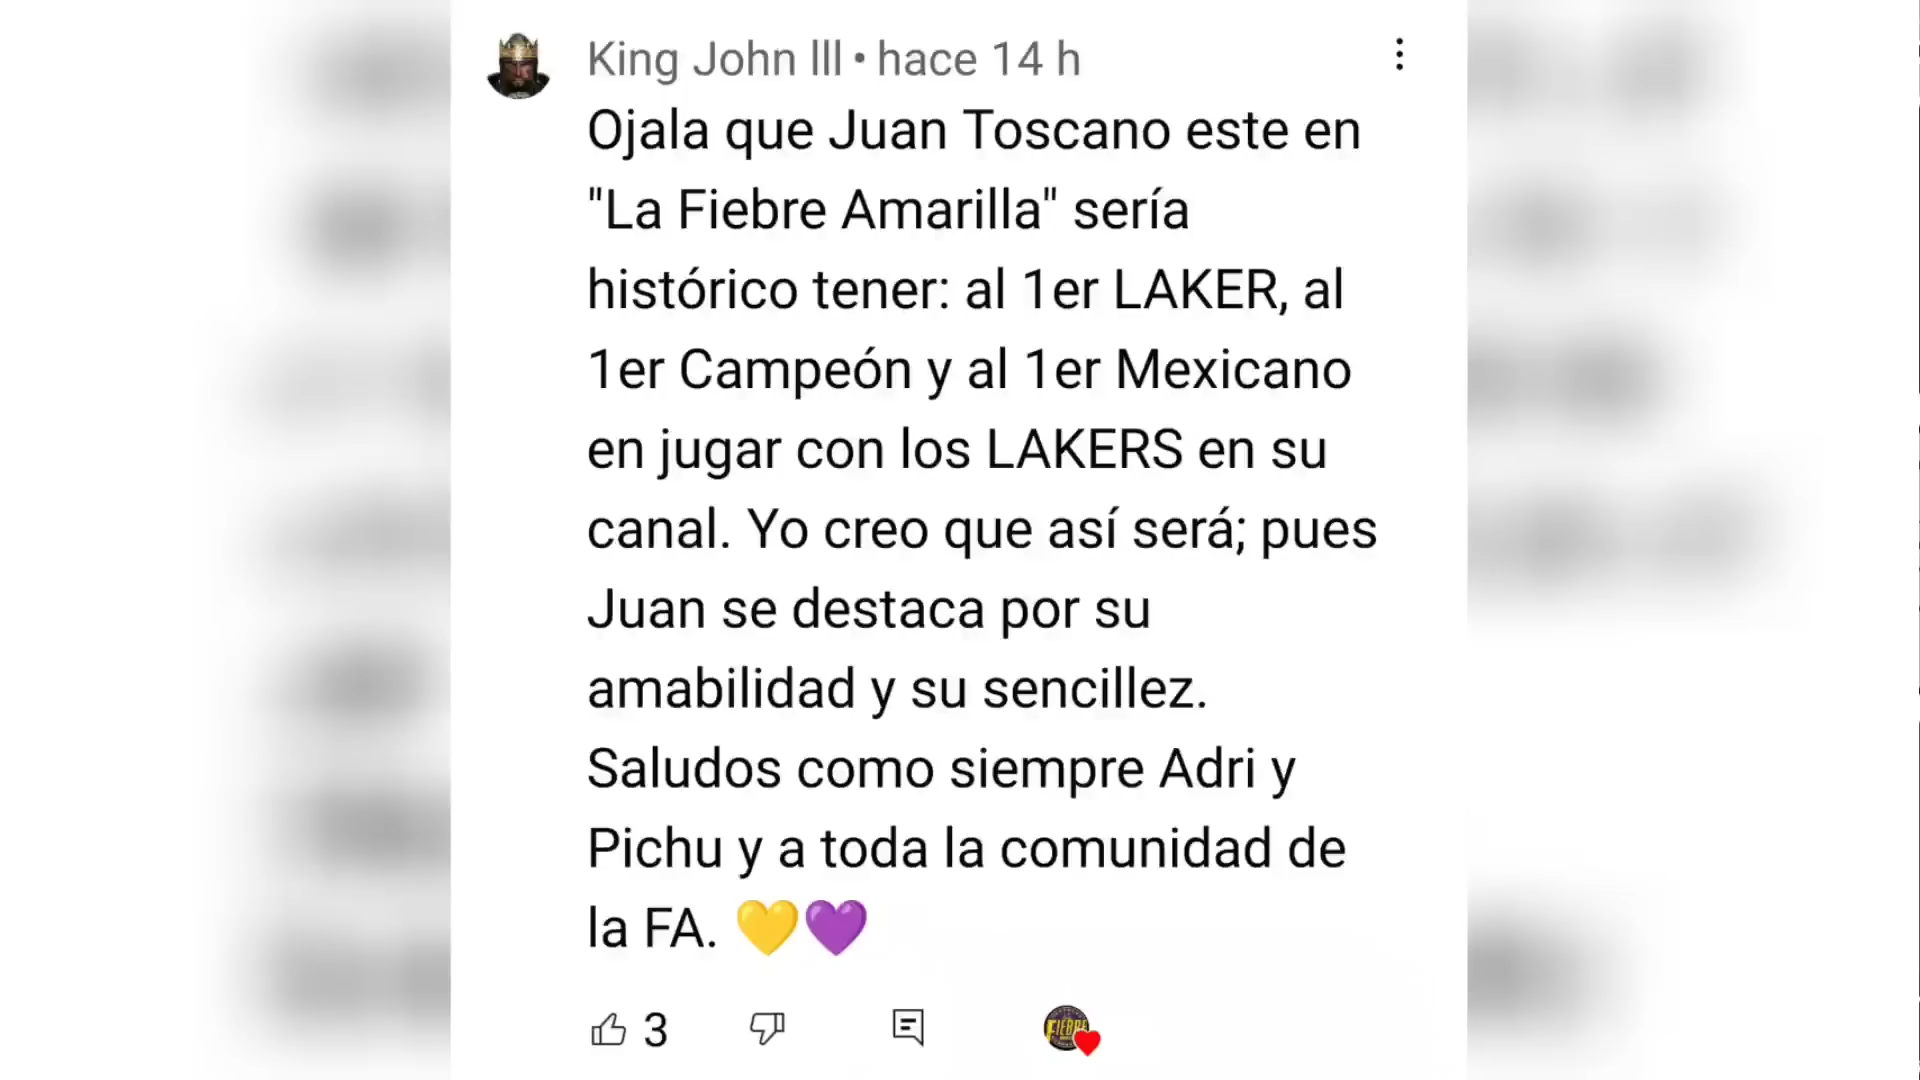 King John III • hace 14 h
Ojala que Juan Toscano este en
"La Fiebre Amarilla" sería
histórico tener: al 1er LAKER, al
1er Campeón y al 1er Mexicano
en jugar con los LAKERS en su
canal. Yo creo que así será; pues
Juan se destaca por su
amabilidad y su sencillez.
Saludos como siempre Adri y
Pichu y a toda la comunidad de
la FA. 💛💜
3
FIEBRE